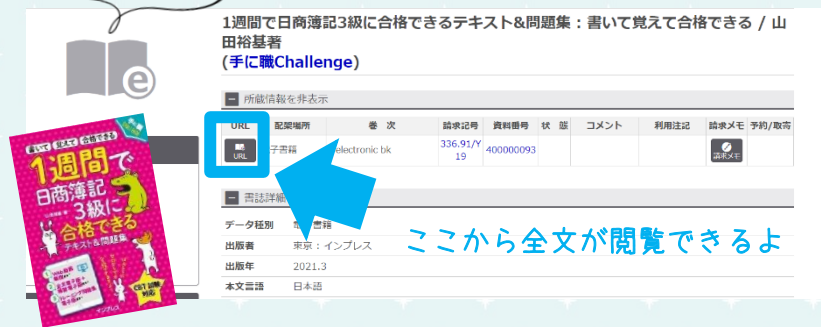 1週間で日商簿記3級に合格できるテキスト&問題集：書いて覚えて合格できる / 山
田裕基著
(手に職Challenge)
e
所蔵情報を非表示
URL 配架場所 巻 次 請求記号 資料番号 状 態 コメント 利用注記 請求メモ 予約/取寄
URL 子書籍 electronic bk 336.91/Y 400000093 請求メモ
19
書誌詳細
データ種別 電子書籍
出版者 東京：インプレス
出版年 2021.3
本文言語 日本語
ここから全文が閲覧できるよ
書いて 覚えて 合格できる
1週間で
日商簿記
3級に
合格できる
テキスト&問題集
CBT試験
対応
インプレス